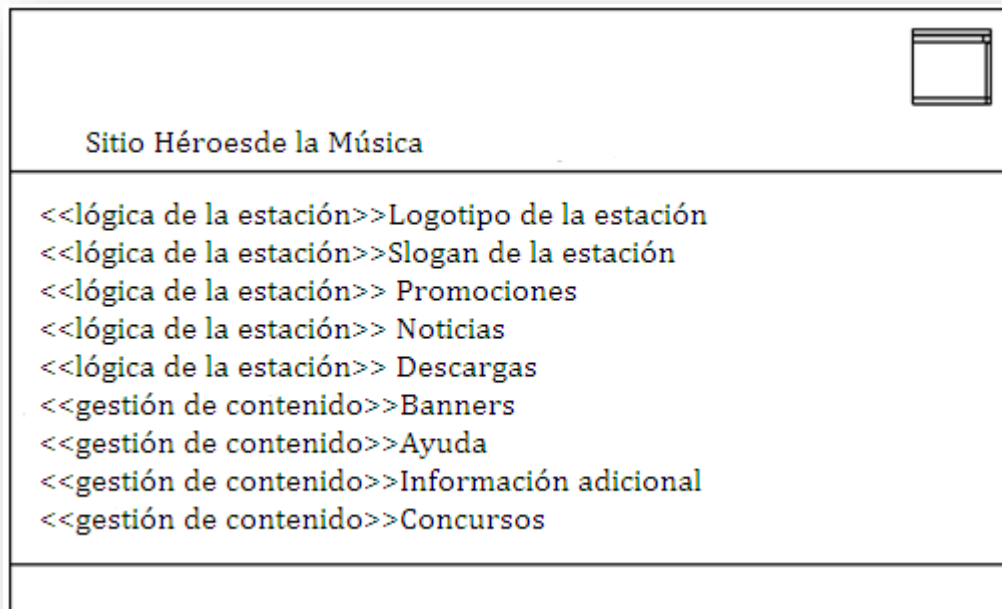 Sitio Héroesde la Música
<<lógica de la estación>>Logotipo de la estación
<<lógica de la estación>>Slogan de la estación
<<lógica de la estación>> Promociones
<<lógica de la estación>> Noticias
<<lógica de la estación>> Descargas
<<gestión de contenido>>Banners
<<gestión de contenido>>Ayuda
<<gestión de contenido>>Información adicional
<<gestión de contenido>>Concursos